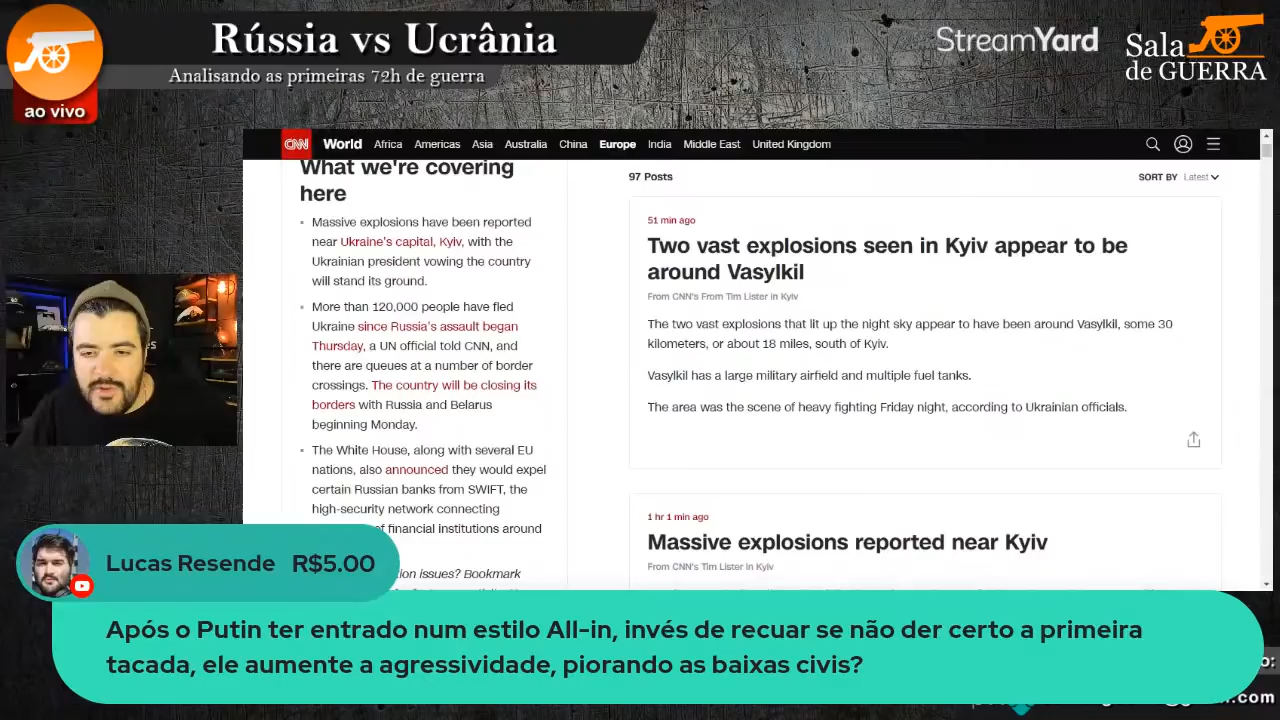 Rússia vs Ucrânia
Analisando as primeiras 72h de guerra
ao vivo
StreamYard
Sala
de GUERRA
CNN World Africa Americas Asia Australia China Europe India Middle East United Kingdom
What we're covering
here
Massive explosions have been reported
near Ukraine's capital, Kyiv, with the
Ukrainian president vowing the country
will stand its ground.
More than 120,000 people have fled
Ukraine since Russia's assault began
Thursday, a UN official told CNN, and
there are queues at a number of border
crossings. The country will be closing its
borders with Russia and Belarus
beginning Monday.
The White House, along with several EU
nations, also announced they would expel
certain Russian banks from SWIFT, the
high-security network connecting
of financial institutions around
issues? Bookmark
97 Posts
SORT BY Latest
51 min ago
Two vast explosions seen in Kyiv appear to be
around Vasylkil
From CNN's From Tim Lister in Kyiv
The two vast explosions that lit up the night sky appear to have been around Vasylkil, some 30
kilometers, or about 18 miles, south of Kyiv.
Vasylkil has a large military airfield and multiple fuel tanks.
The area was the scene of heavy fighting Friday night, according to Ukrainian officials.
1 hr 1 min ago
Massive explosions reported near Kyiv
From CNN's Tim Lister in Kyiv
Lucas Resende R$5.00
Após o Putin ter entrado num estilo All-in, invés de recuar se não der certo a primeira
tacada, ele aumente a agressividade, piorando as baixas civis?